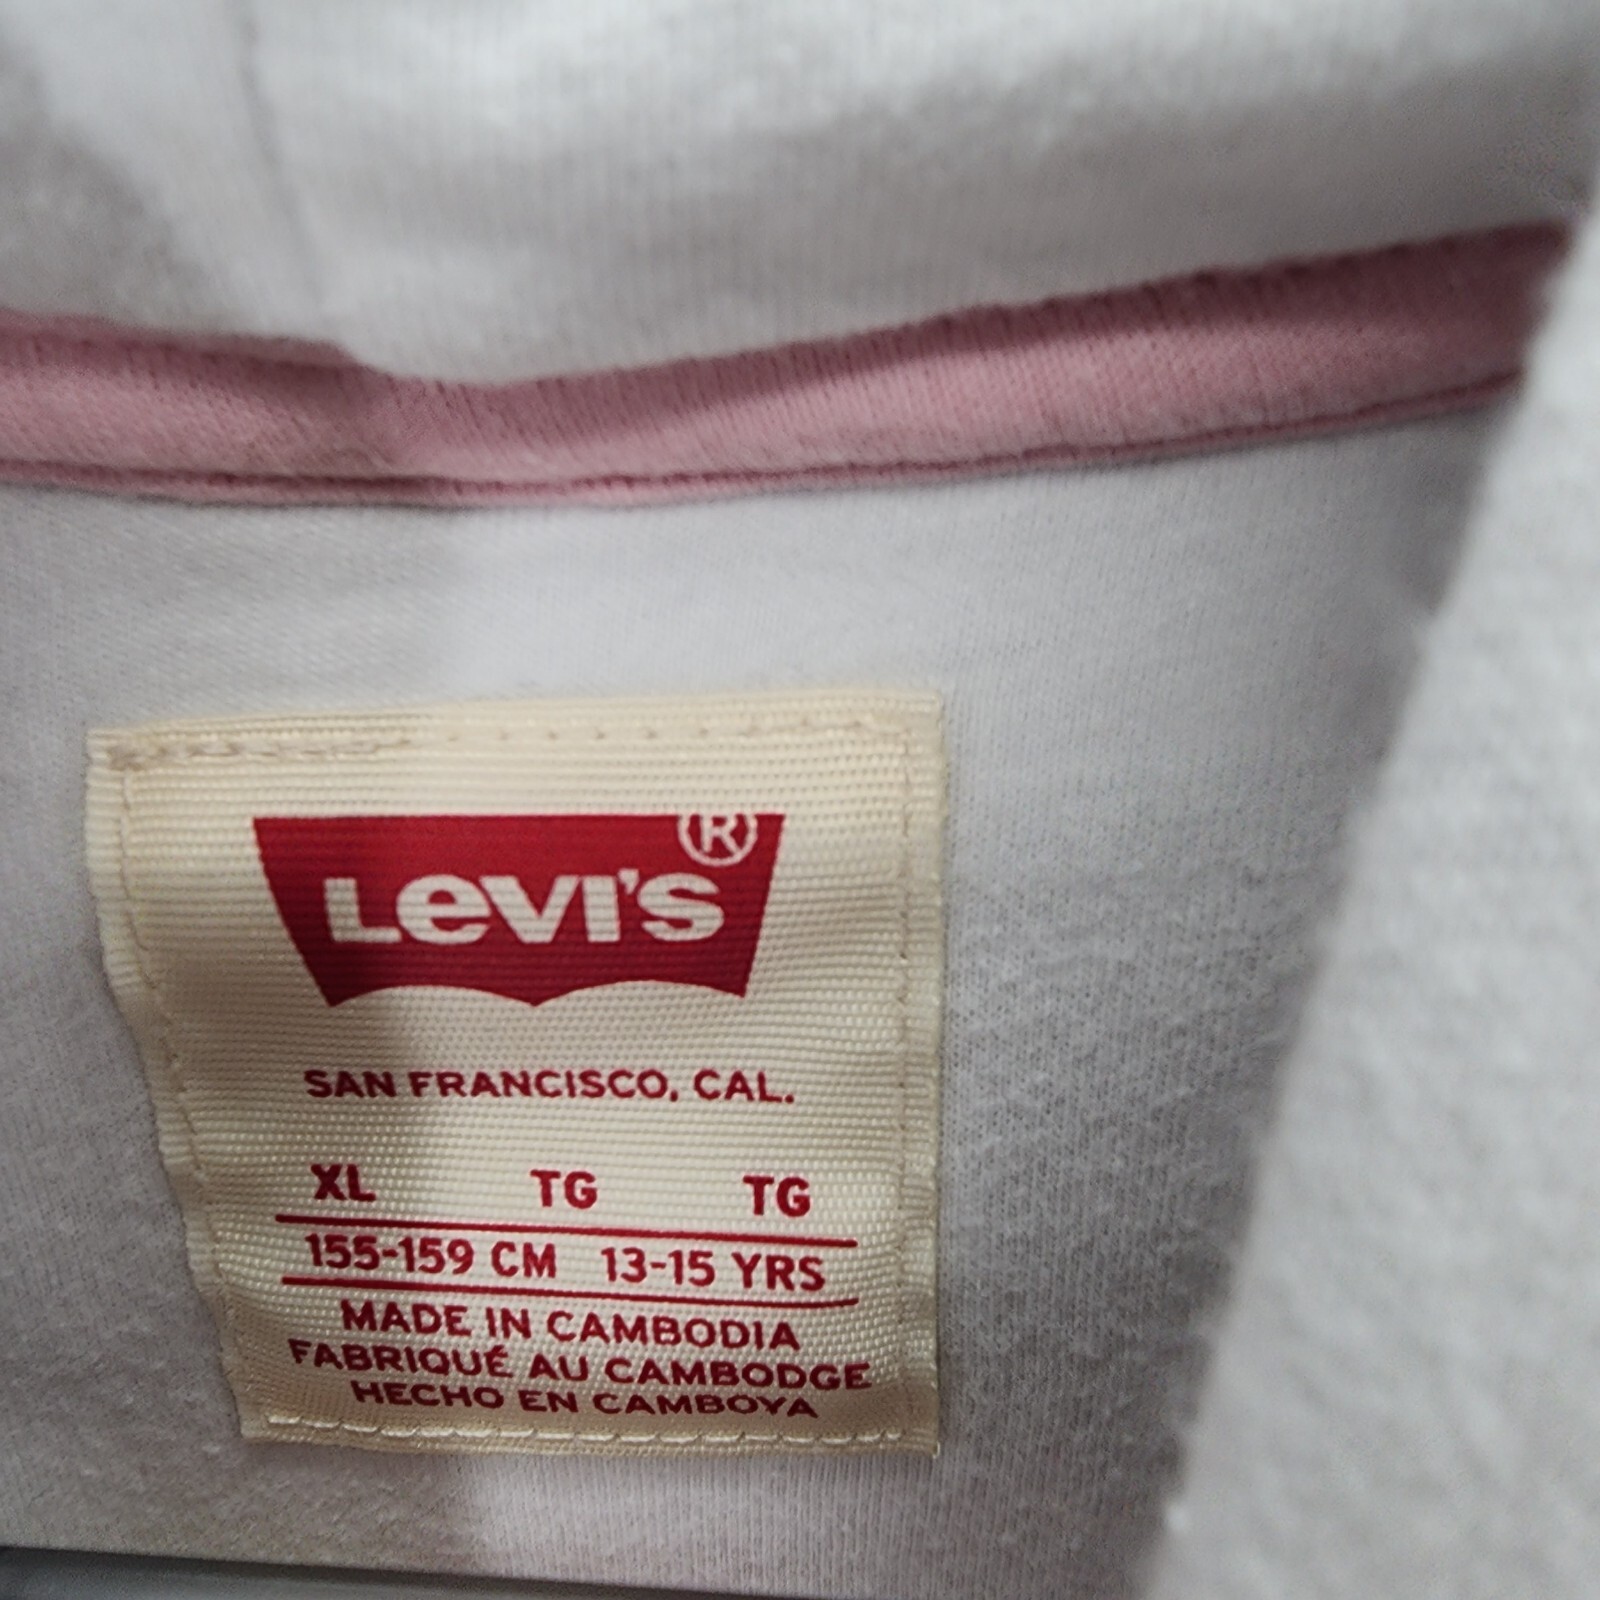 LEVI'S®
SAN FRANCISCO, CAL.
XL TG TG
155-159 CM 13-15 YRS
MADE IN CAMBODIA
FABRIQUÉ AU CAMBODGE
HECHO EN CAMBOYA